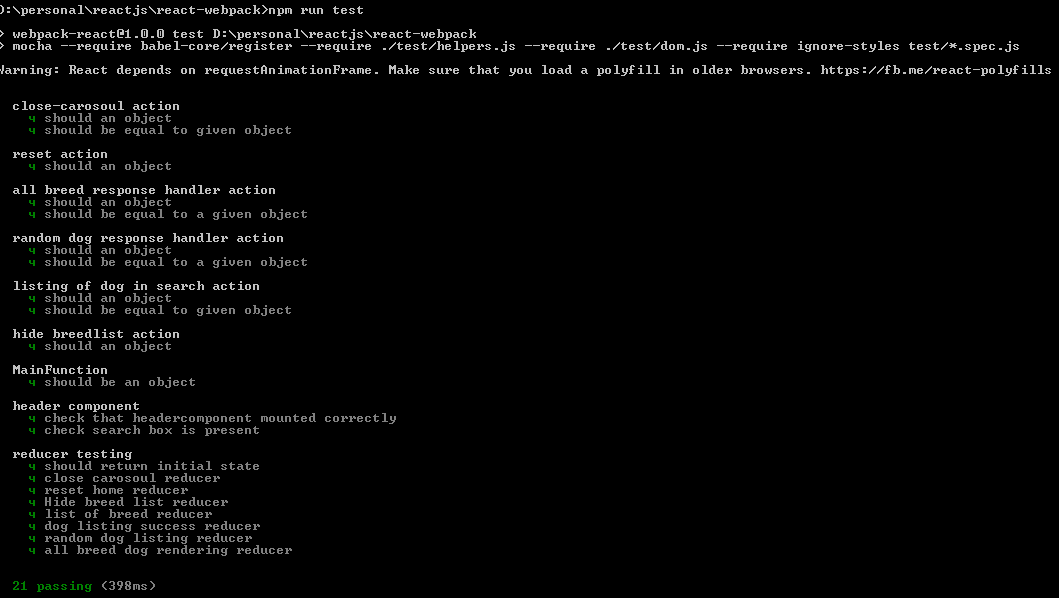 D:\personal\reactjs\react-webpack>npm run test
> webpack-react@1.0.0 test D:\personal\reactjs\react-webpack
> mocha --require babel-core/register --require ./test/helpers.js --require ./test/dom.js --require ignore-styles test/*.spec.js
Warning: React depends on requestAnimationFrame. Make sure that you load a polyfill in older browsers. https://fb.me/react-polyfills
close-carosoul action
ч should an object
ч should be equal to given object
reset action
ч should an object
all breed response handler action
ч should an object
ч should be equal to a given object
random dog response handler action
ч should an object
ч should be equal to a given object
listing of dog in search action
ч should an object
ч should be equal to given object
hide breedlist action
ч should an object
MainFunction
ч should be an object
header component
ч check that headercomponent mounted correctly
ч check search box is present
reducer testing
ч should return initial state
ч close carosoul reducer
ч reset home reducer
ч Hide breed list reducer
ч list of breed reducer
ч dog listing success reducer
ч random dog listing reducer
ч all breed dog rendering reducer
21 passing (398ms)